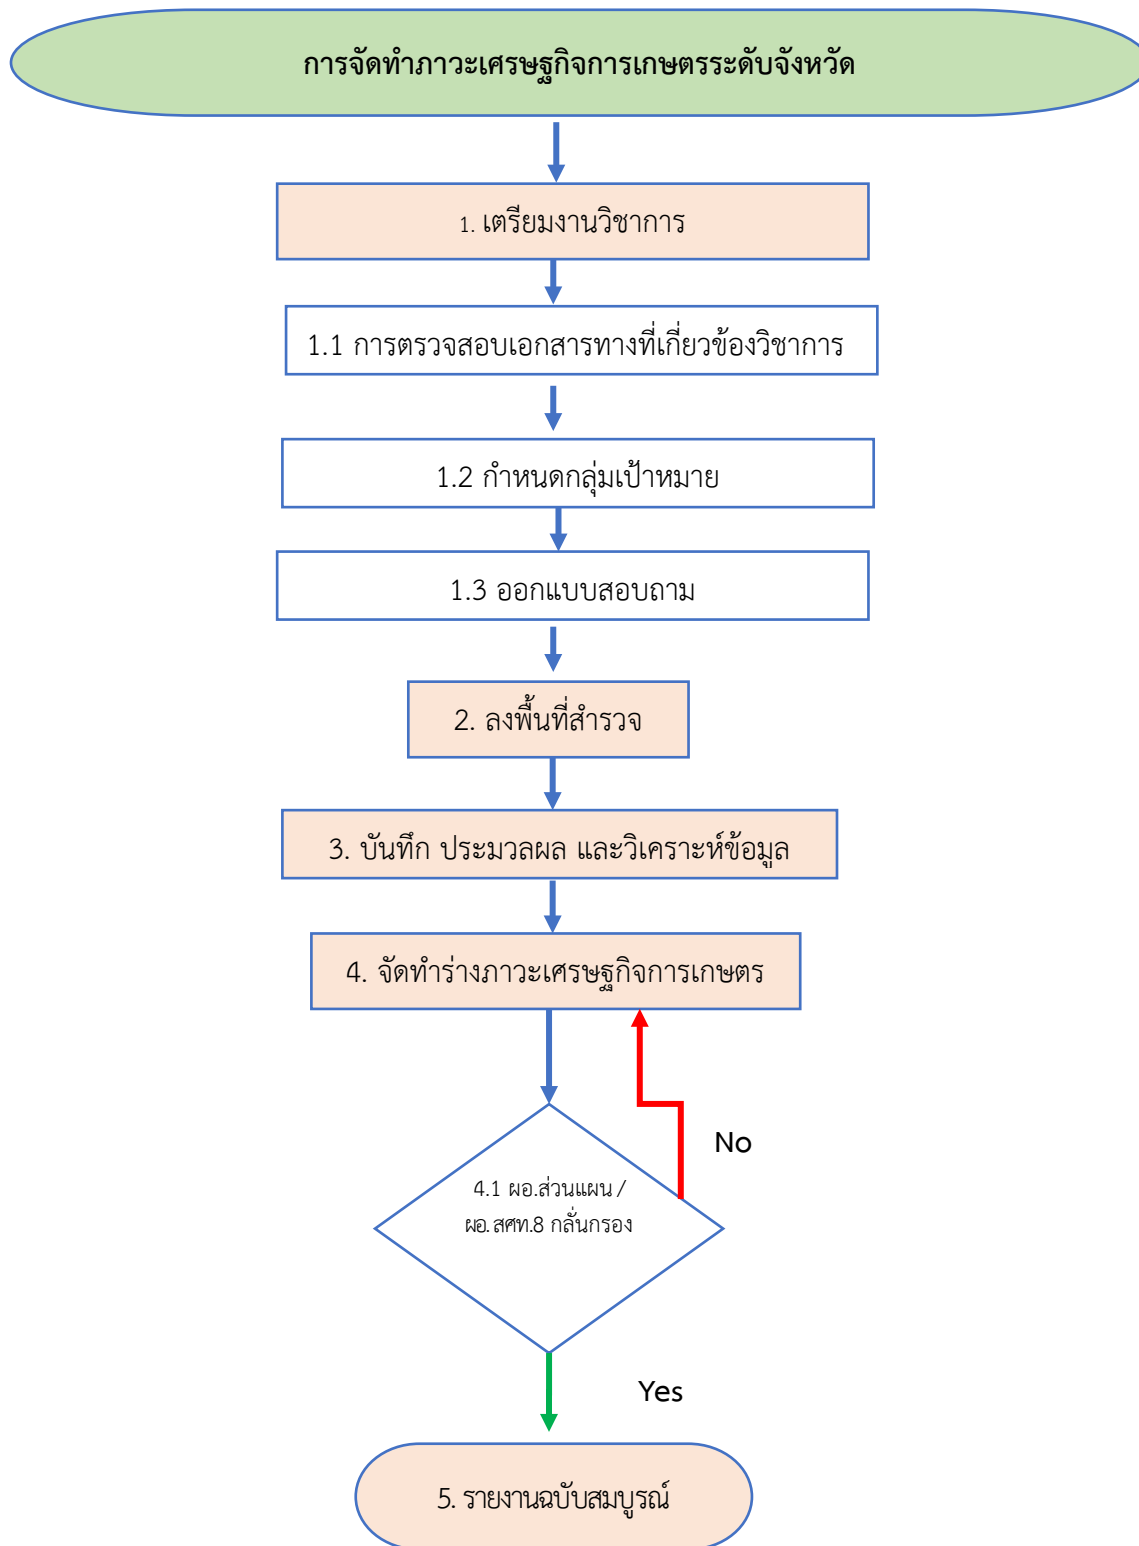 การจัดทำภาวะเศรษฐกิจการเกษตรระดับจังหวัด
1. เตรียมงานวิชาการ
1.1 การตรวจสอบเอกสารทางที่เกี่ยวข้องวิชาการ
1.2 กำหนดกลุ่มเป้าหมาย
1.3 ออกแบบสอบถาม
2. ลงพื้นที่สำรวจ
3. บันทึก ประมวลผล และวิเคราะห์ข้อมูล
4. จัดทำร่างภาวะเศรษฐกิจการเกษตร
No
4.1 ผอ.ส่วนแผน /
ผอ.สศท.8 กลั่นกรอง
Yes
5. รายงานฉบับสมบูรณ์